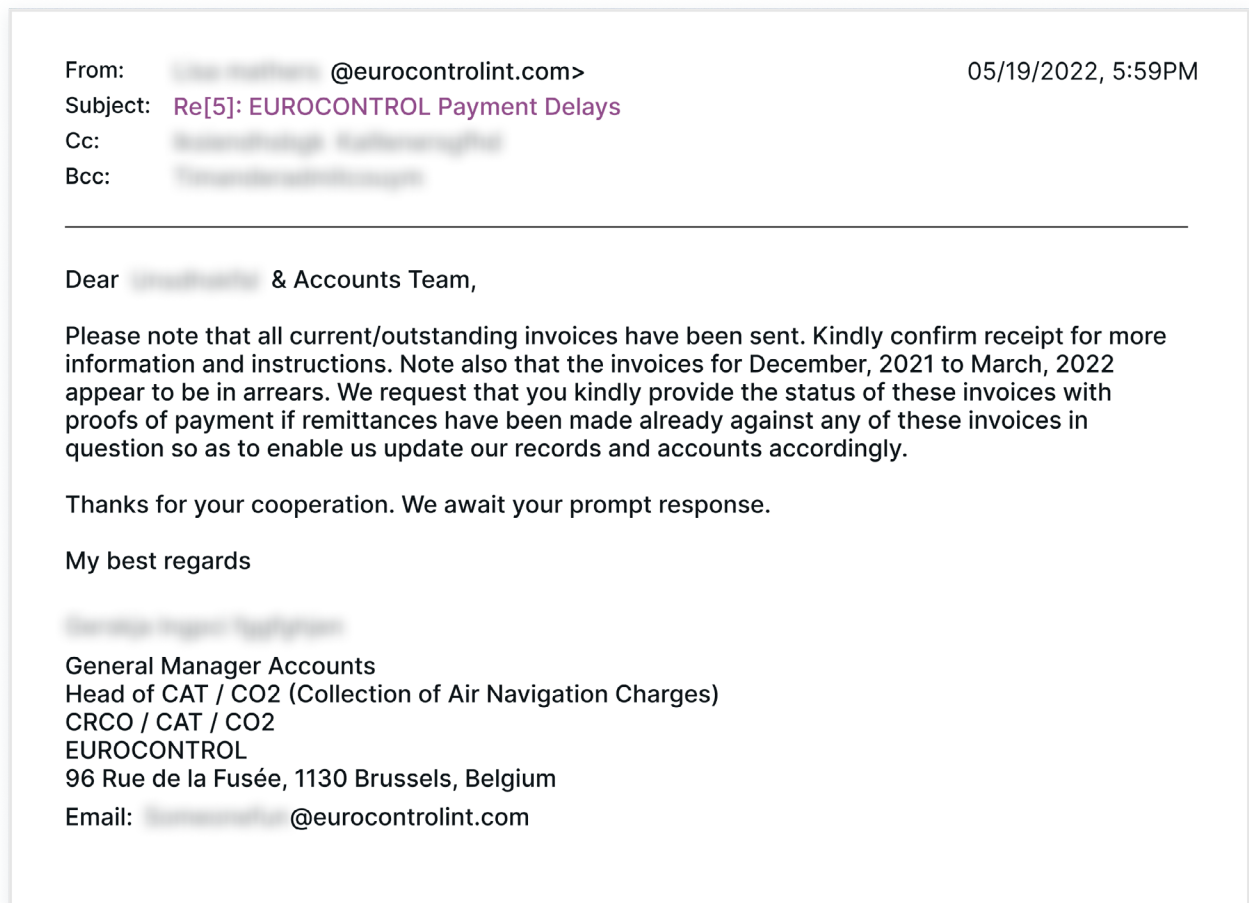 From: @eurocontrolint.com>
05/19/2022, 5:59PM
Subject: Re[5]: EUROCONTROL Payment Delays
Cc:
Bcc:
Dear & Accounts Team,
Please note that all current/outstanding invoices have been sent. Kindly confirm receipt for more
information and instructions. Note also that the invoices for December, 2021 to March, 2022
appear to be in arrears. We request that you kindly provide the status of these invoices with
proofs of payment if remittances have been made already against any of these invoices in
question so as to enable us update our records and accounts accordingly.
Thanks for your cooperation. We await your prompt response.
My best regards
General Manager Accounts
Head of CAT / CO2 (Collection of Air Navigation Charges)
CRCO / CAT / CO2
EUROCONTROL
96 Rue de la Fusée, 1130 Brussels, Belgium
Email: @eurocontrolint.com